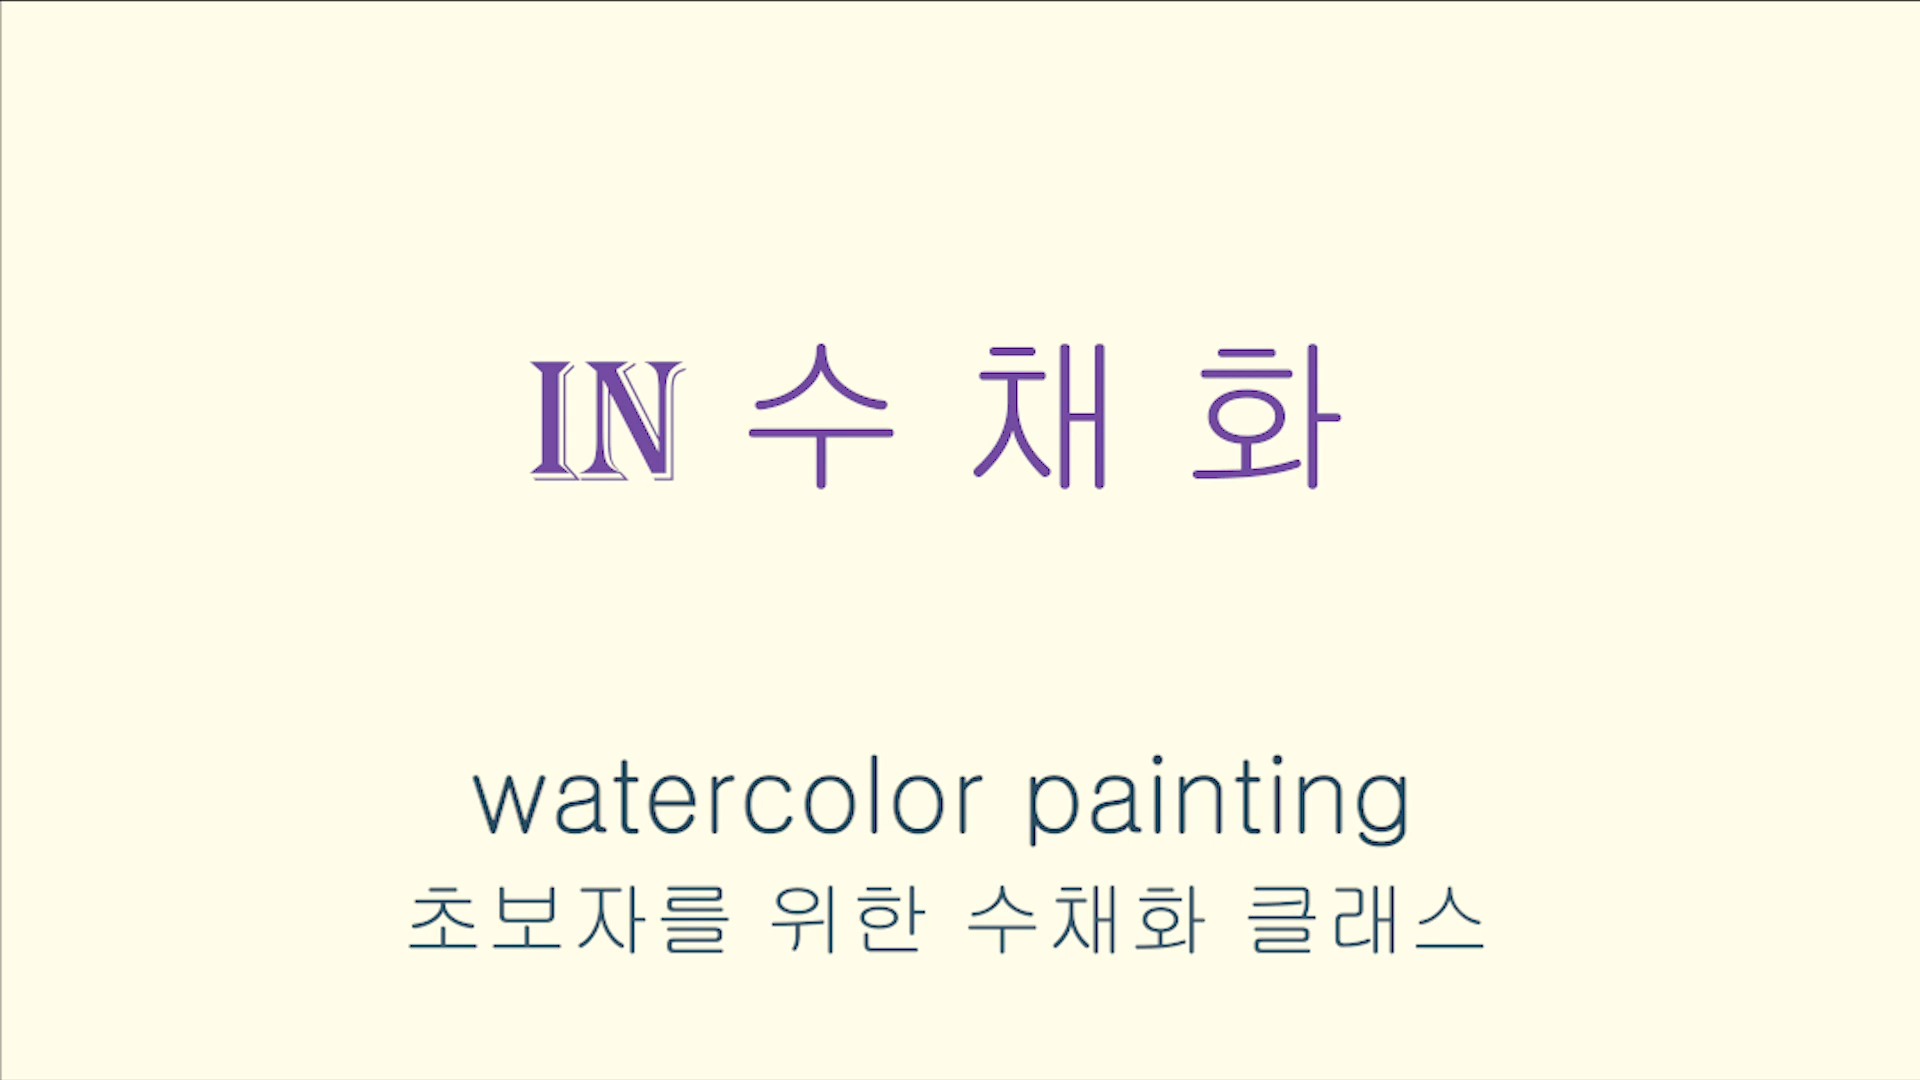 IN 수 채 화
watercolor painting
초보자를 위한 수채화 클래스